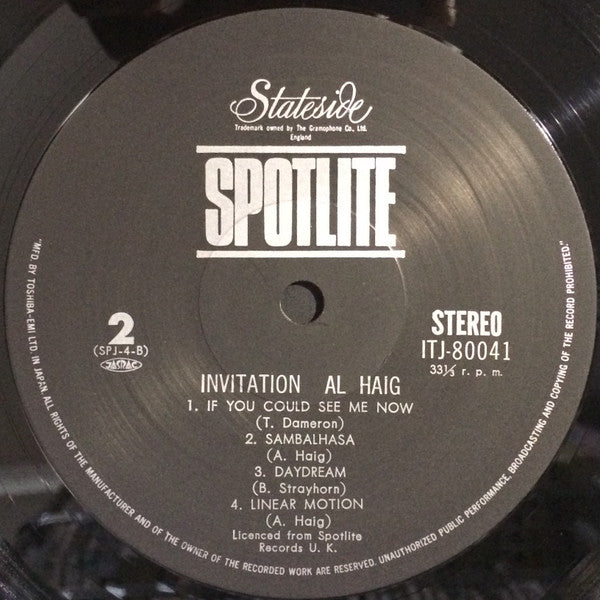 Stateside
Trademark owned by The Gramophone Co., Ltd.
England
SPOTLITE
2
(SPJ-4-B)
JASRAC
STEREO
ITJ-80041
33⅓ r. p. m.
INVITATION AL HAIG
1. IF YOU COULD SEE ME NOW
(T. Dameron)
2. SAMBALHASA
(A. Haig)
3. DAYDREAM
(B. Strayhorn)
4. LINEAR MOTION
(A. Haig)
Licenced from Spotlite
Records U. K.
"MFD. BY TOSHIBA-EMI LTD. IN JAPAN ALL RIGHTS OF THE MANUFACTURER AND OF THE OWNER OF THE RECORDED WORK ARE RESERVED. UNAUTHORIZED PUBLIC PERFORMANCE, BROADCASTING AND COPYING OF THE RECORD PROHIBITED."